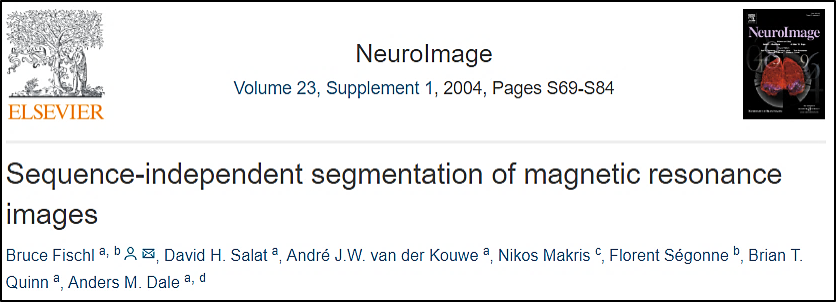 NeuroImage
Volume 23, Supplement 1, 2004, Pages S69-S84
ELSEVIER
NeuroImage
Sequence-independent segmentation of magnetic resonance
images
Bruce Fischl a, b, David H. Salat a, André J.W. van der Kouwe a, Nikos Makris c, Florent Ségonne b, Brian T.
Quinn a, Anders M. Dale a, d